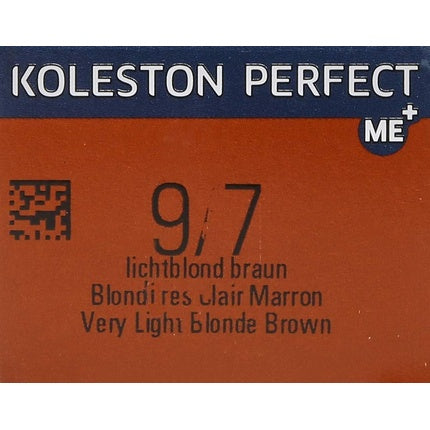 KOLESTON PERFECT
ME+
9/7
lichtblond braun
Blond Très Clair Marron
Very Light Blonde Brown